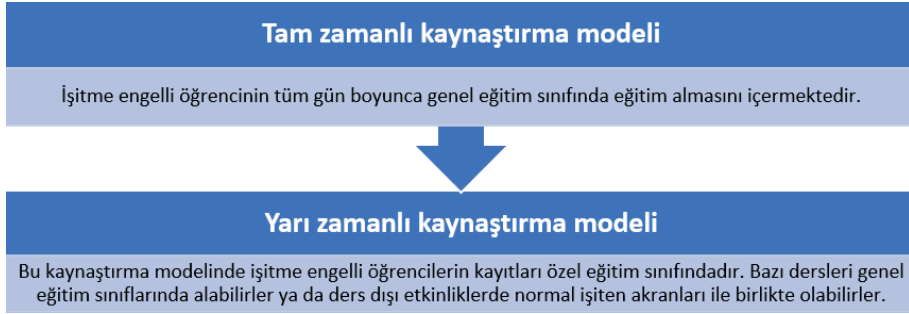 Tam zamanlı kaynaştırma modeli
İşitme engelli öğrencinin tüm gün boyunca genel eğitim sınıfında eğitim almasını içermektedir.
Yarı zamanlı kaynaştırma modeli
Bu kaynaştırma modelinde işitme engelli öğrencilerin kayıtları özel eğitim sınıfındadır. Bazı dersleri genel
eğitim sınıflarında alabilirler ya da ders dışı etkinliklerde normal işiten akranları ile birlikte olabilirler.